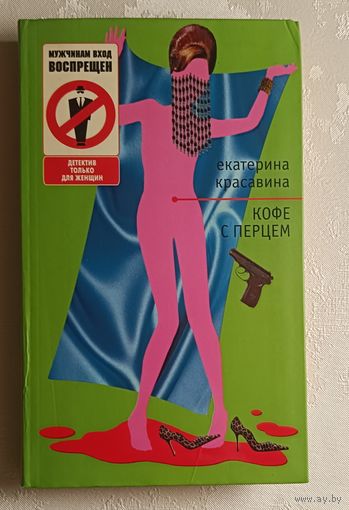 МУЖЧИНАМ ВХОД
ВОСПРЕЩЕН
ДЕТЕКТИВ
ТОЛЬКО
ДЛЯ ЖЕНЩИН
екатерина
красавина
КОФЕ
С ПЕРЦЕМ
www.ay.by